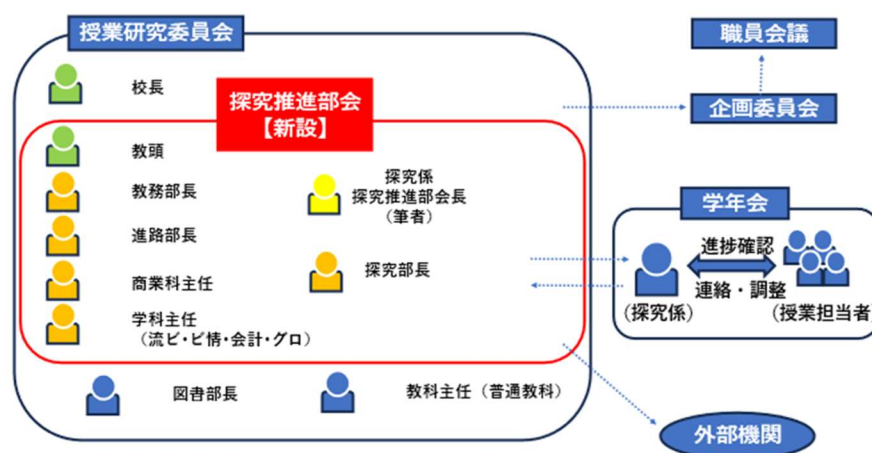 授業研究委員会
校長
探究推進部会
【新設】
教頭
教務部長
進路部長
商業科主任
学科主任
（流ビ・ビ情・会計・グロ）
探究係
探究推進部会長
（筆者）
探究部長
図書部長
教科主任（普通教科）
職員会議
企画委員会
学年会
進捗確認
連絡・調整
（探究係）
（授業担当者）
外部機関